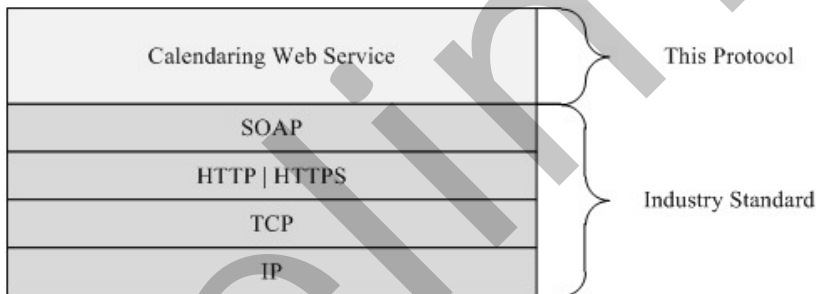 Calendaring Web Service
This Protocol
SOAP
HTTP | HTTPS
Industry Standard
TCP
IP